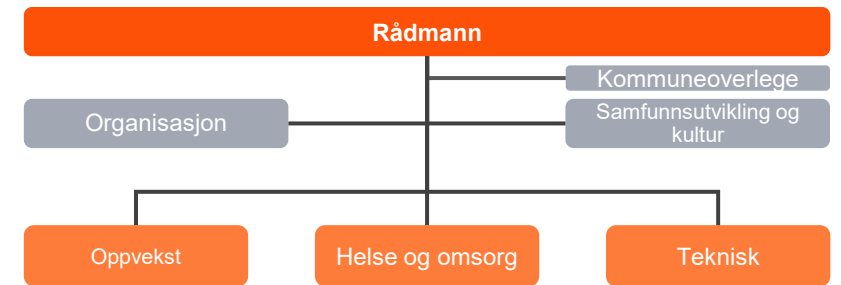 Rådmann
Kommuneoverlege
Organisasjon
Samfunnsutvikling og
kultur
Oppvekst
Helse og omsorg
Teknisk